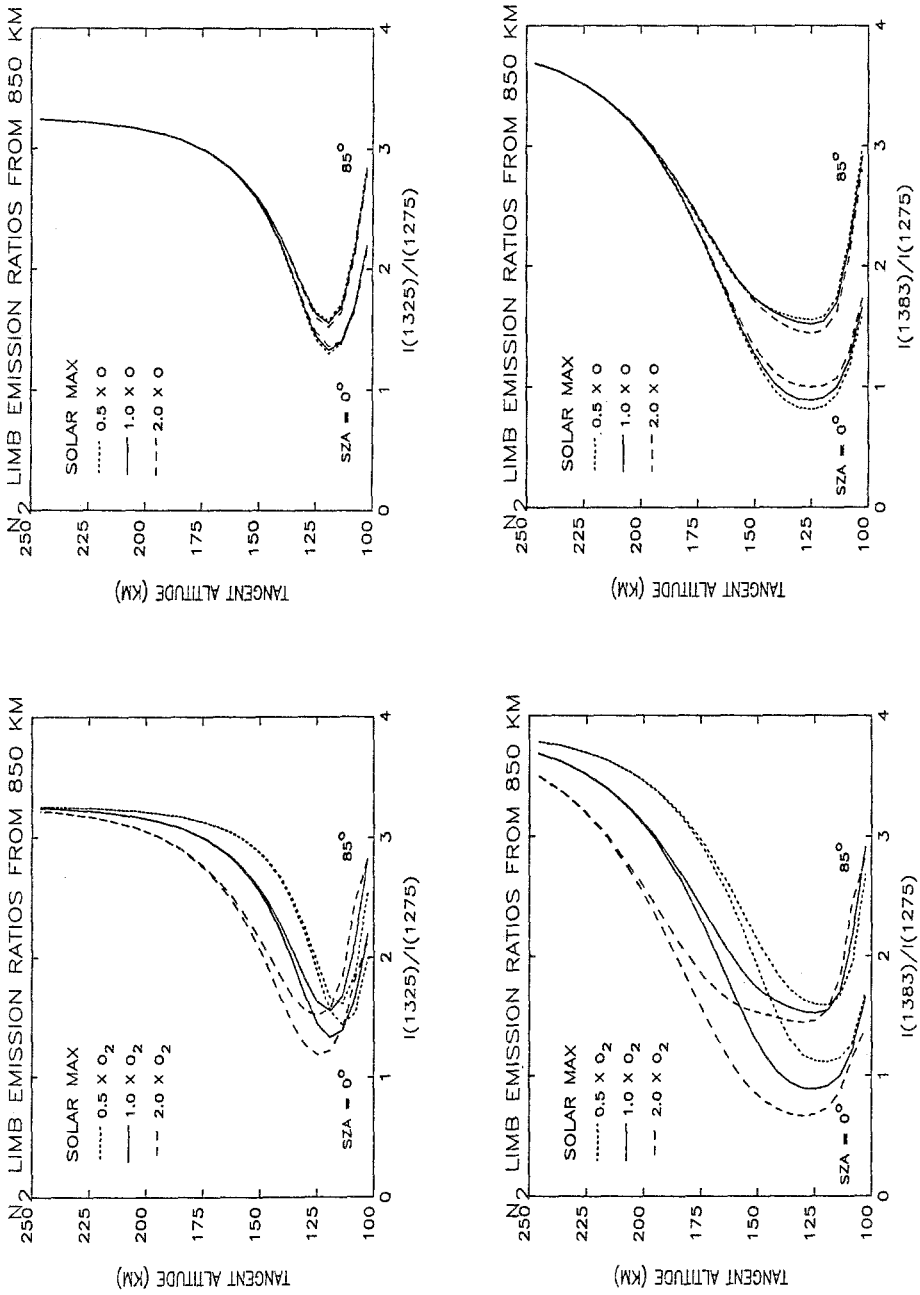 N2 LIMB EMISSION RATIOS FROM 850 KM
250
225
200
175
150
125
100
TANGENT ALTITUDE (KM)
SOLAR MAX
0.5 X O
1.0 X O
2.0 X O
SZA = 0°
85°
0 1 2 3 4
I(1325)/I(1275)
N2 LIMB EMISSION RATIOS FROM 850 KM
250
225
200
175
150
125
100
TANGENT ALTITUDE (KM)
SOLAR MAX
0.5 X O
1.0 X O
2.0 X O
SZA = 0°
85°
0 1 2 3 4
I(1383)/I(1275)
N2 LIMB EMISSION RATIOS FROM 850 KM
250
225
200
175
150
125
100
TANGENT ALTITUDE (KM)
SOLAR MAX
0.5 X O2
1.0 X O2
2.0 X O2
SZA = 0°
85°
0 1 2 3 4
I(1325)/I(1275)
N2 LIMB EMISSION RATIOS FROM 850 KM
250
225
200
175
150
125
100
TANGENT ALTITUDE (KM)
SOLAR MAX
0.5 X O2
1.0 X O2
2.0 X O2
SZA = 0°
85°
0 1 2 3 4
I(1383)/I(1275)